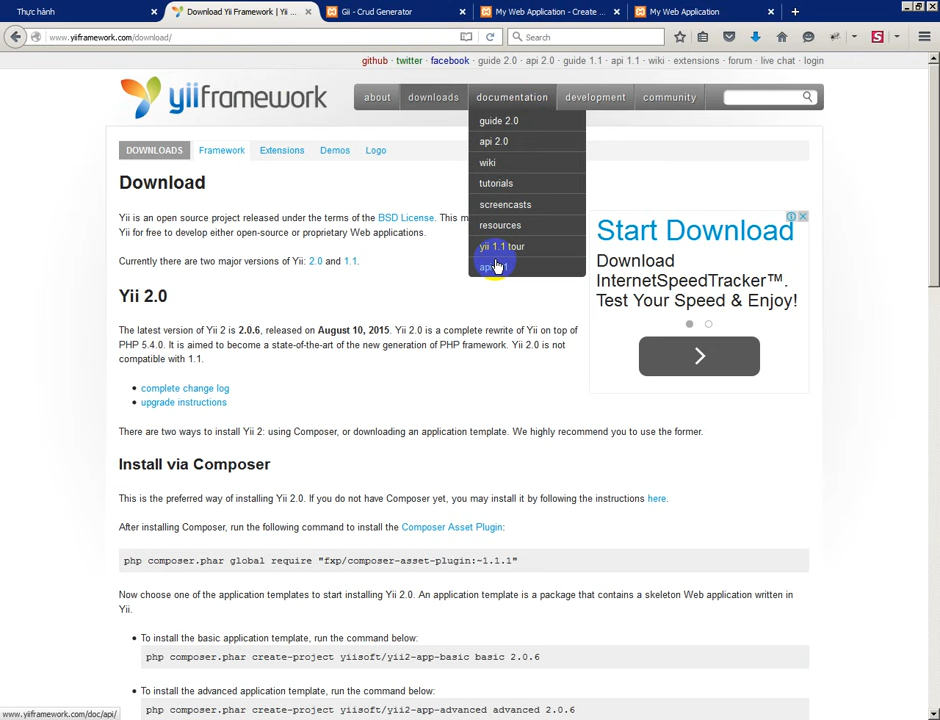 Thực hành
Download Yii Framework | Yii ...
Gii - Crud Generator
My Web Application - Create ...
My Web Application
www.yiiframework.com/download/
Search
github · twitter · facebook · guide 2.0 · api 2.0 · guide 1.1 · api 1.1 · wiki · extensions · forum · live chat · login
yiiframework
about
downloads
documentation
development
community
guide 2.0
api 2.0
wiki
tutorials
screencasts
resources
yii 1.1 tour
DOWNLOADS
Framework
Extensions
Demos
Logo
Download
Yii is an open source project released under the terms of the BSD License. This m
Yii for free to develop either open-source or proprietary Web applications.
Currently there are two major versions of Yii: 2.0 and 1.1.
Start Download
Download
InternetSpeedTracker™.
Test Your Speed & Enjoy!
Yii 2.0
The latest version of Yii 2 is 2.0.6, released on August 10, 2015. Yii 2.0 is a complete rewrite of Yii on top of
PHP 5.4.0. It is aimed to become a state-of-the-art of the new generation of PHP framework. Yii 2.0 is not
compatible with 1.1.
• complete change log
• upgrade instructions
There are two ways to install Yii 2: using Composer, or downloading an application template. We highly recommend you to use the former.
Install via Composer
This is the preferred way of installing Yii 2.0. If you do not have Composer yet, you may install it by following the instructions here.
After installing Composer, run the following command to install the Composer Asset Plugin:
php composer.phar global require "fxp/composer-asset-plugin:~1.1.1"
Now choose one of the application templates to start installing Yii 2.0. An application template is a package that contains a skeleton Web application written in
Yii.
• To install the basic application template, run the command below:
php composer.phar create-project yiisoft/yii2-app-basic basic 2.0.6
• To install the advanced application template, run the command below:
php composer.phar create-project yiisoft/yii2-app-advanced advanced 2.0.6
www.yiiframework.com/doc/api/